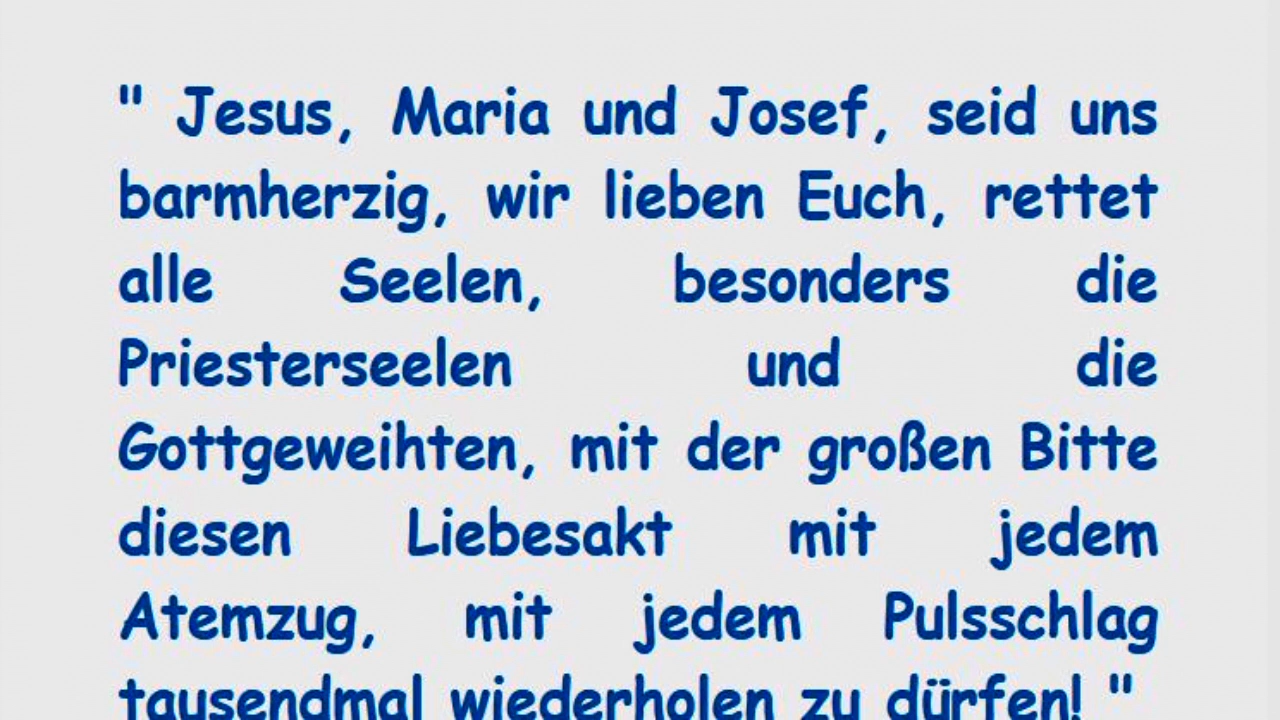 " Jesus, Maria und Josef, seid uns
barmherzig, wir lieben Euch, rettet
alle Seelen, besonders die
Priesterseelen und die
Gottgeweihten, mit der großen Bitte
diesen Liebesakt mit jedem
Atemzug, mit jedem Pulsschlag
tausendmal wiederholen zu dürfen! "